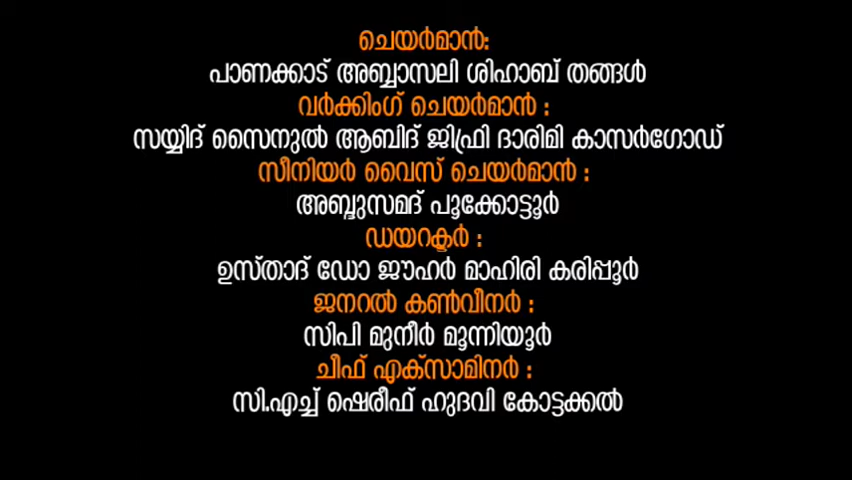 ചെയർമാൻ:
പാണക്കാട് അബ്ബാസലി ശിഹാബ് തങ്ങൾ
വർക്കിംഗ് ചെയർമാൻ :
സയ്യിദ് സൈനുൽ ആബിദ് ജിഫ്രി ദാരിമി കാസർഗോഡ്
സീനിയർ വൈസ് ചെയർമാൻ :
അബ്ദുസമദ് പൂക്കോട്ടൂർ
ഡയറക്ടർ :
ഉസ്താദ് ഡോ ജൗഹർ മാഹിരി കരിപ്പൂർ
ജനറൽ കൺവീനർ :
സിപി മുനീർ മൂന്നിയൂർ
ചീഫ് എക്സാമിനർ :
സി.എച്ച് ഷെരീഫ് ഹുദവി കോട്ടക്കൽ